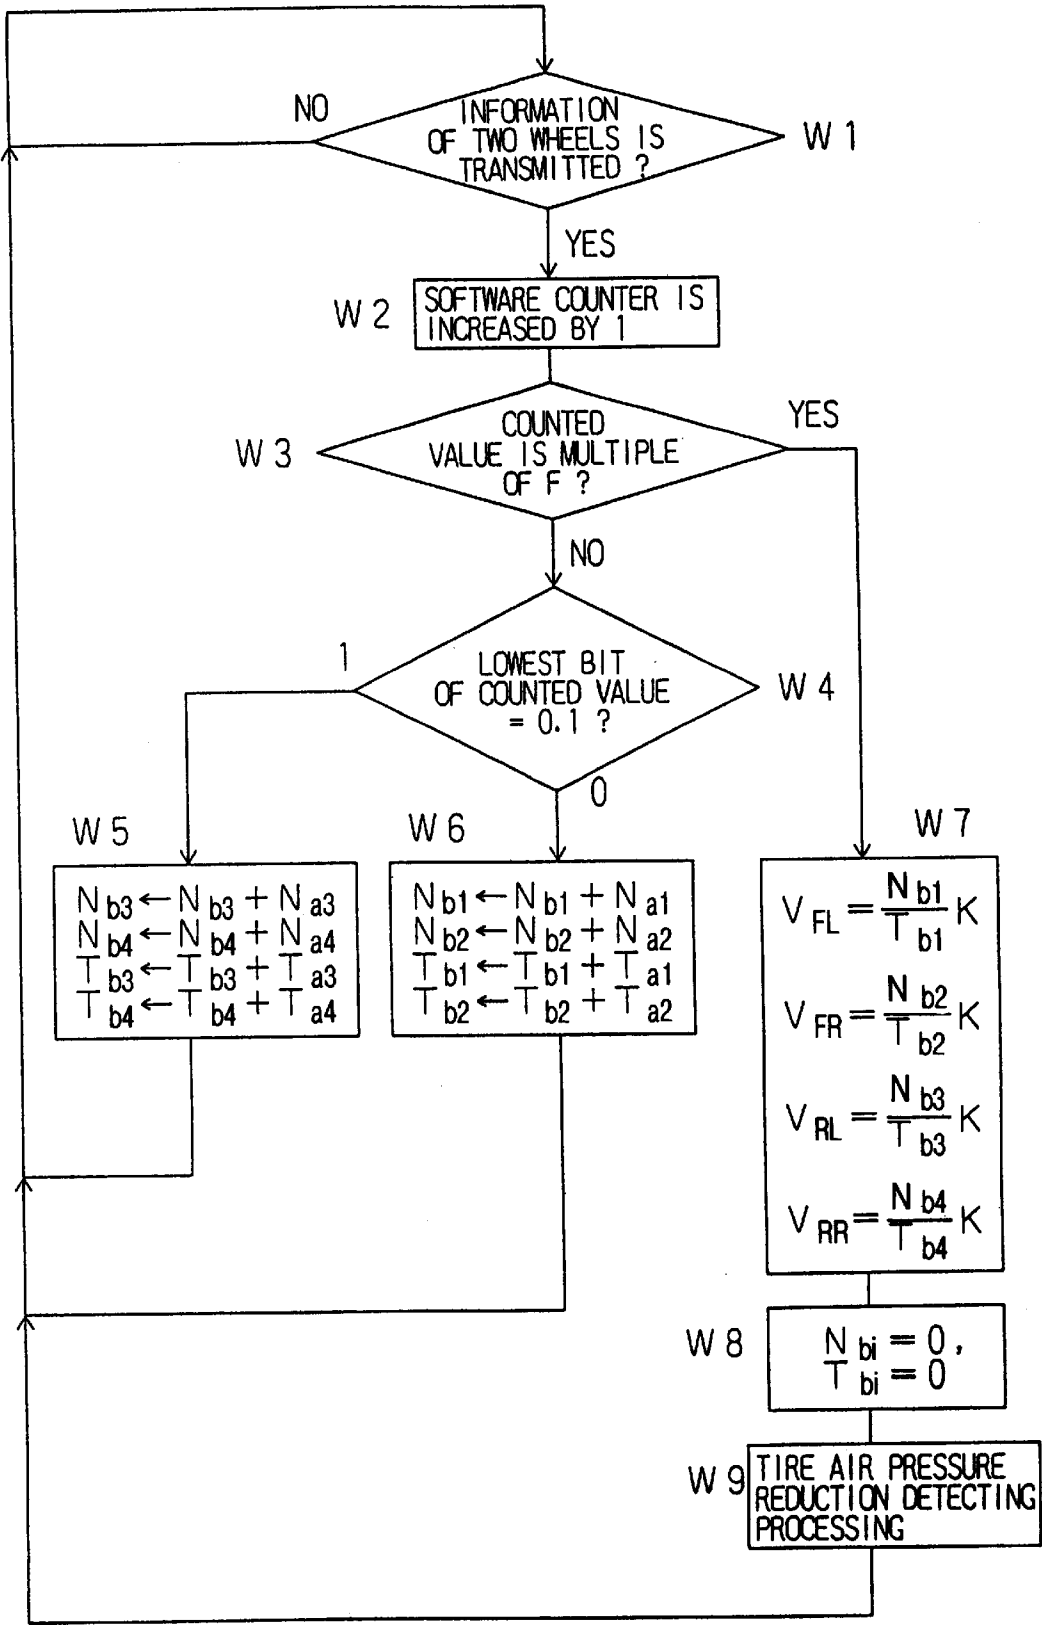 NO
INFORMATION
OF TWO WHEELS IS
TRANSMITTED ?
W 1
YES
W 2
SOFTWARE COUNTER IS
INCREASED BY 1
W 3
COUNTED
VALUE IS MULTIPLE
OF F ?
YES
NO
1
LOWEST BIT
OF COUNTED VALUE
= 0.1 ?
W 4
0
W 5
N b3 ← N b3 + N a3
N b4 ← N b4 + N a4
T b3 ← T b3 + T a3
T b4 ← T b4 + T a4
W 6
N b1 ← N b1 + N a1
N b2 ← N b2 + N a2
T b1 ← T b1 + T a1
T b2 ← T b2 + T a2
W 7
V FL = N b1 / T b1 K
V FR = N b2 / T b2 K
V RL = N b3 / T b3 K
V RR = N b4 / T b4 K
W 8
N bi = 0,
T bi = 0
W 9
TIRE AIR PRESSURE
REDUCTION DETECTING
PROCESSING